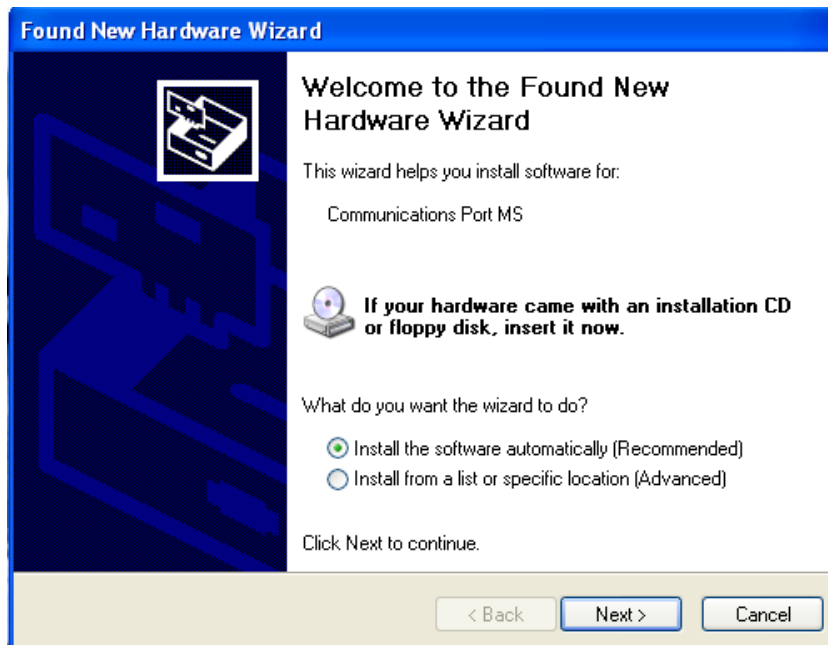 Found New Hardware Wizard
Welcome to the Found New
Hardware Wizard
This wizard helps you install software for:
Communications Port MS
If your hardware came with an installation CD
or floppy disk, insert it now.
What do you want the wizard to do?
Install the software automatically (Recommended)
Install from a list or specific location (Advanced)
Click Next to continue.
< Back
Next >
Cancel